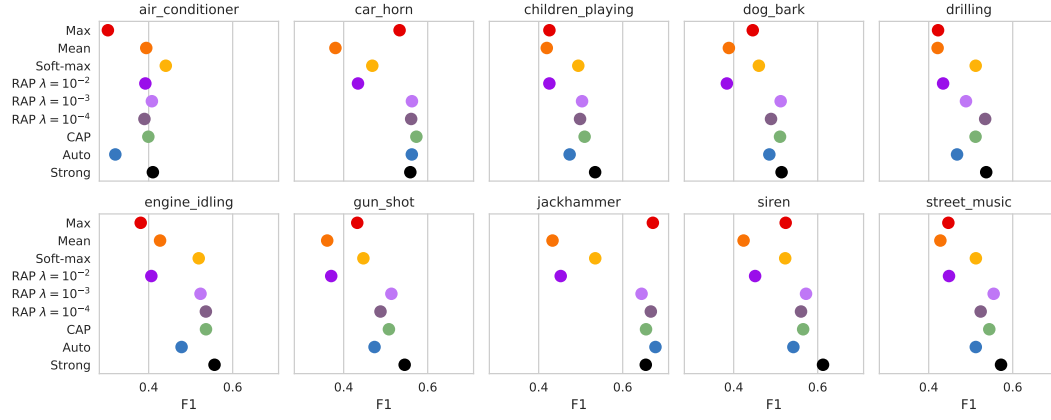 air_conditioner car_horn children_playing dog_bark drilling
Max
Mean
Soft-max
RAP λ = 10⁻²
RAP λ = 10⁻³
RAP λ = 10⁻⁴
CAP
Auto
Strong
engine_idling gun_shot jackhammer siren street_music
Max
Mean
Soft-max
RAP λ = 10⁻²
RAP λ = 10⁻³
RAP λ = 10⁻⁴
CAP
Auto
Strong
0.4 0.6 0.4 0.6 0.4 0.6 0.4 0.6 0.4 0.6
F1 F1 F1 F1 F1